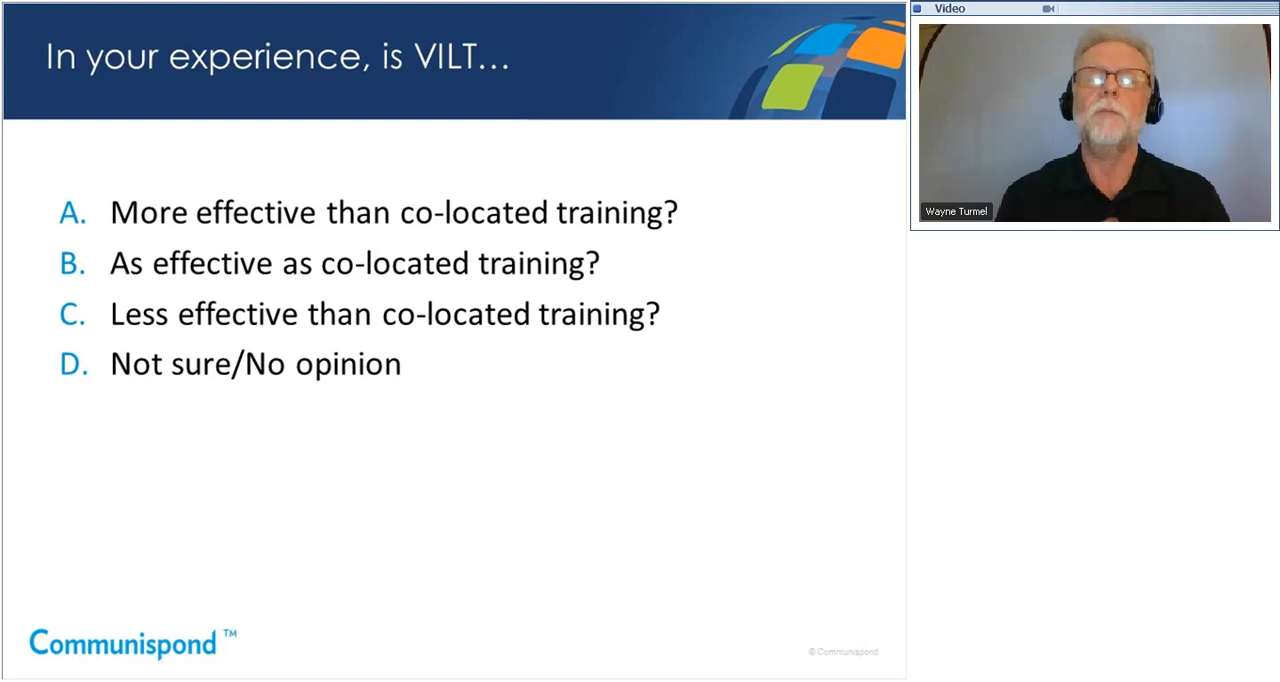 In your experience, is VILT...
A. More effective than co-located training?
B. As effective as co-located training?
C. Less effective than co-located training?
D. Not sure/No opinion
Communispond ™
© Communispond
Video
Wayne Turmel